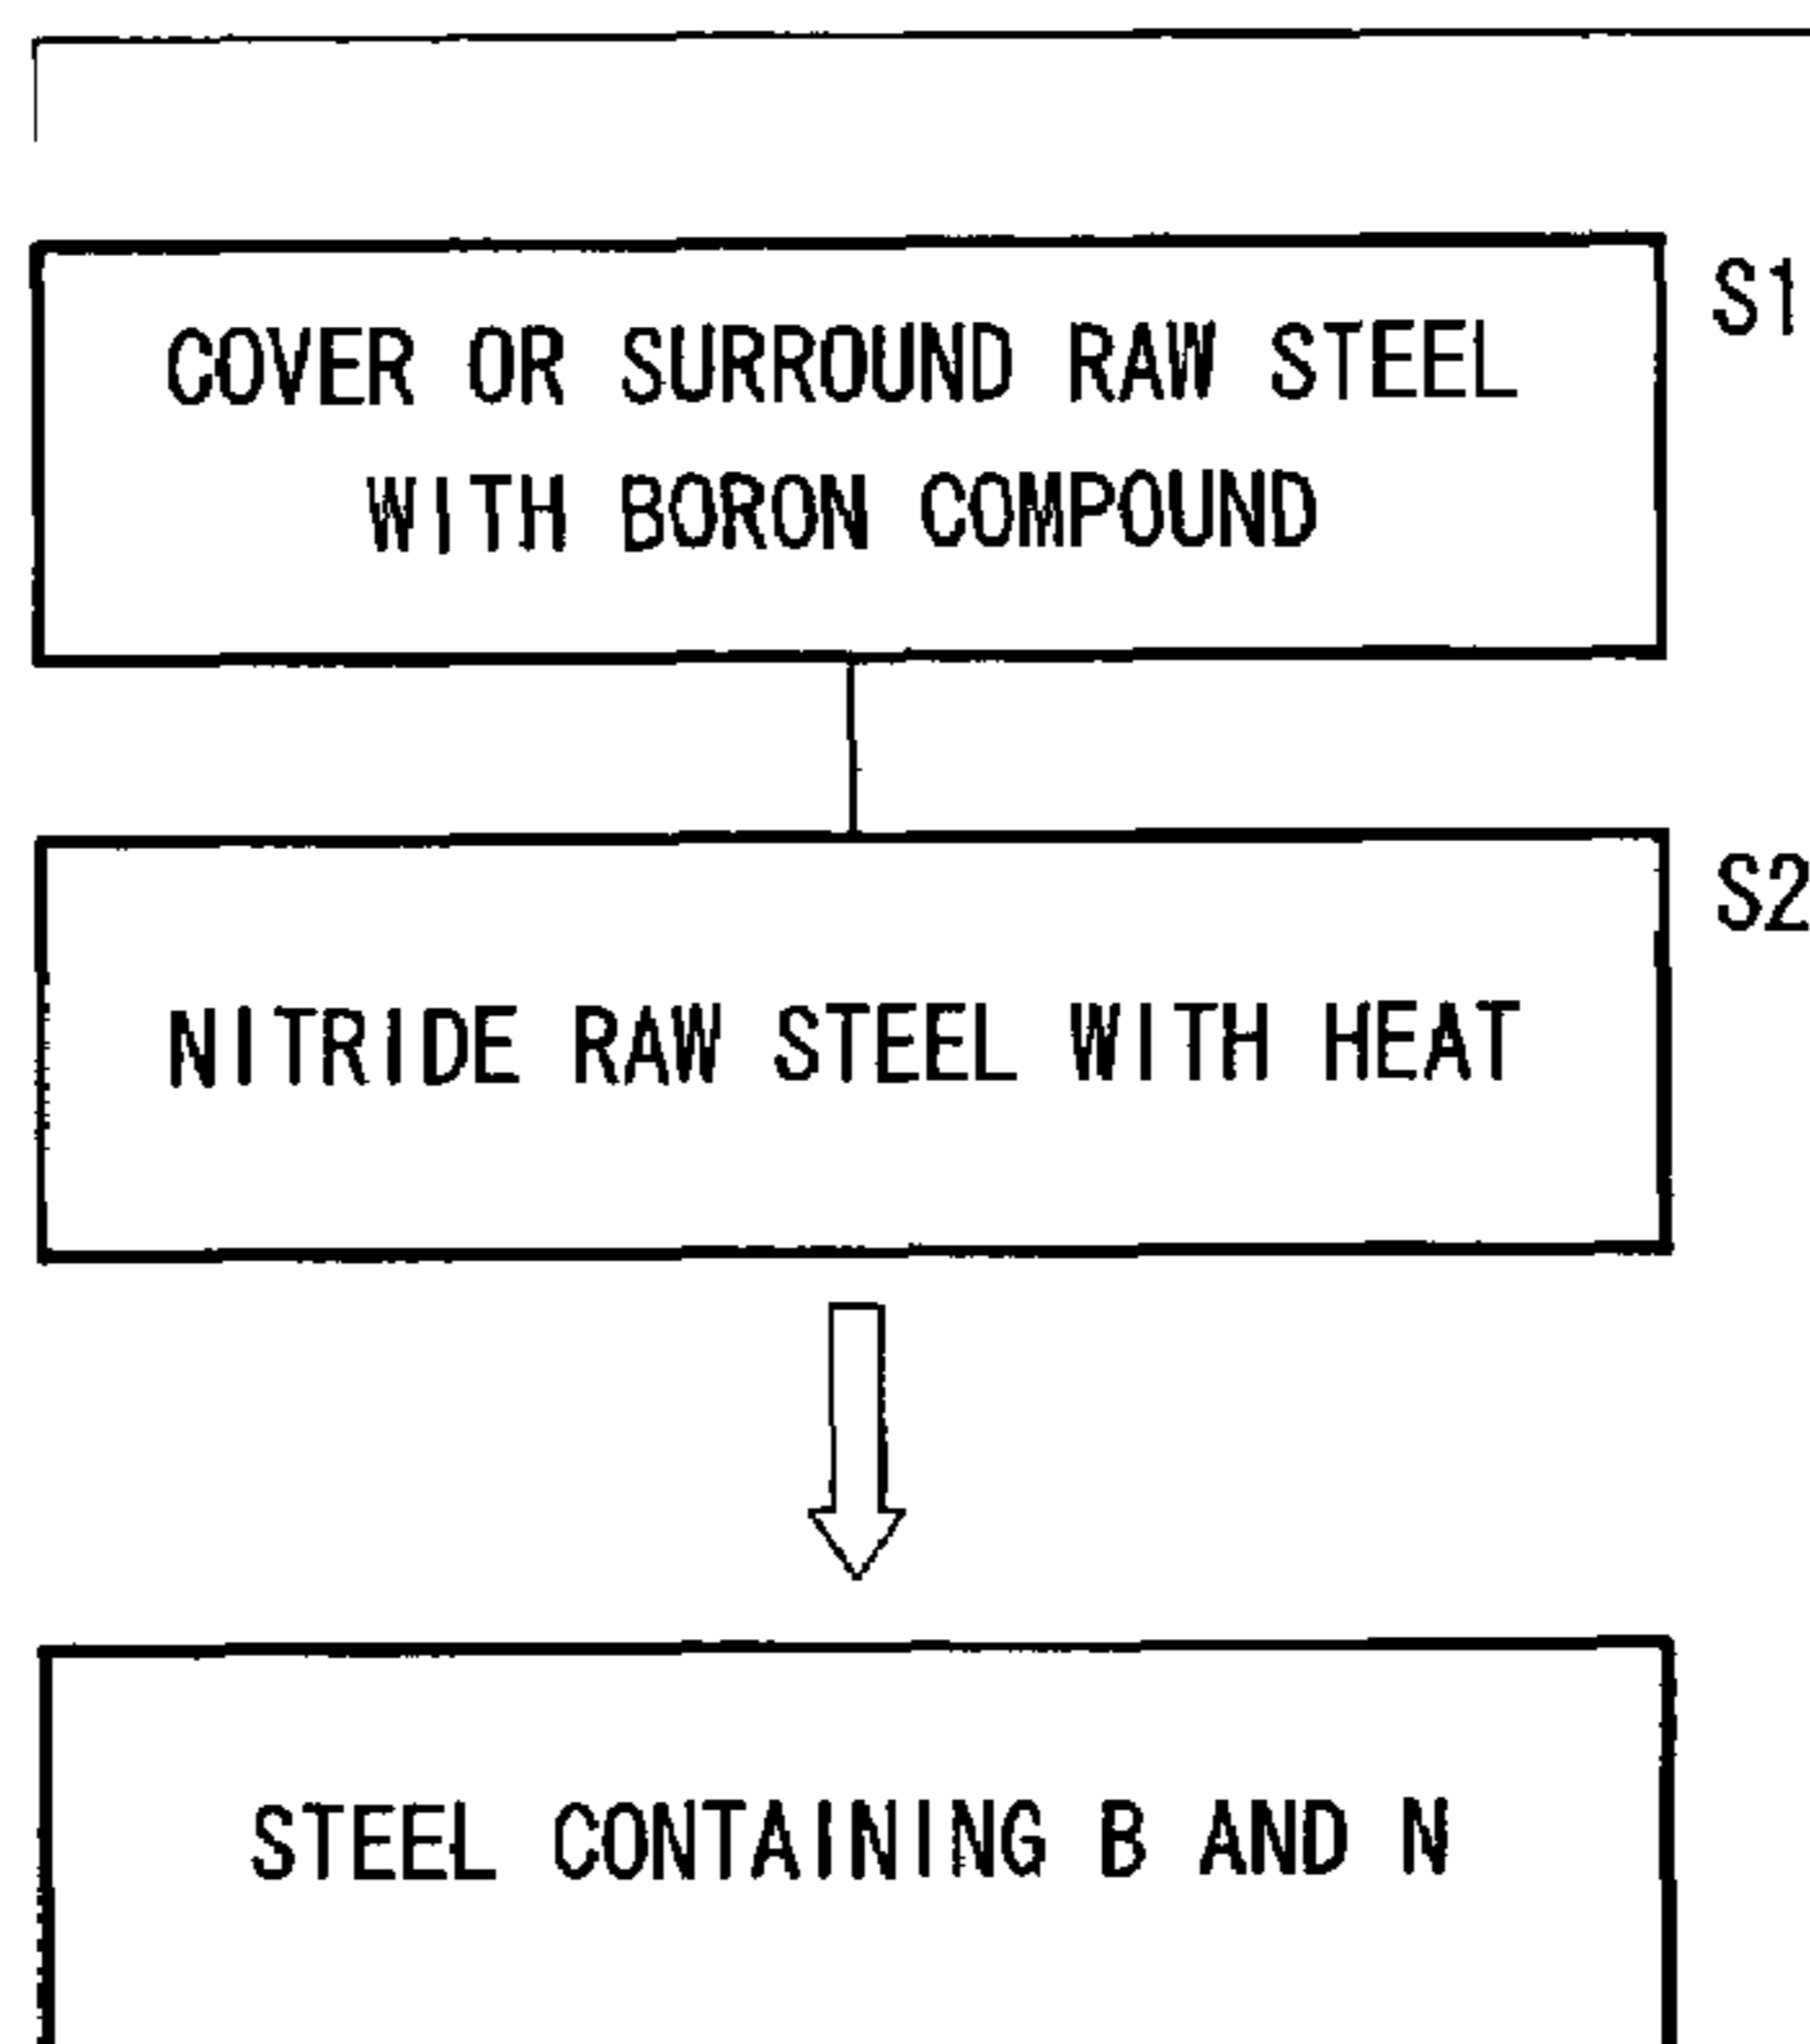 COVER OR SURROUND RAW STEEL
WITH BORON COMPOUND
S1
NITRIDE RAW STEEL WITH HEAT
S2
STEEL CONTAINING B AND N